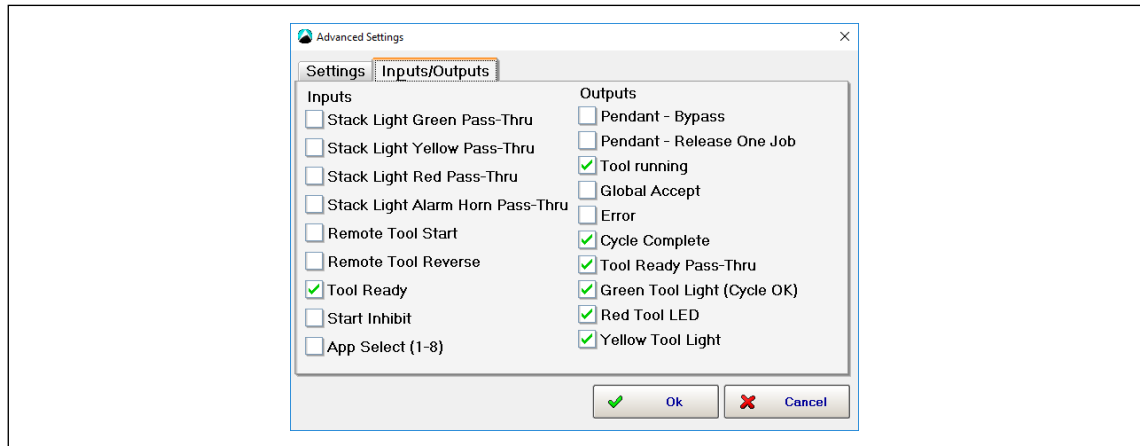 Advanced Settings
Settings
Inputs/Outputs
Inputs
Stack Light Green Pass-Thru
Stack Light Yellow Pass-Thru
Stack Light Red Pass-Thru
Stack Light Alarm Horn Pass-Thru
Remote Tool Start
Remote Tool Reverse
Tool Ready
Start Inhibit
App Select (1-8)
Outputs
Pendant - Bypass
Pendant - Release One Job
Tool running
Global Accept
Error
Cycle Complete
Tool Ready Pass-Thru
Green Tool Light (Cycle OK)
Red Tool LED
Yellow Tool Light
Ok
Cancel